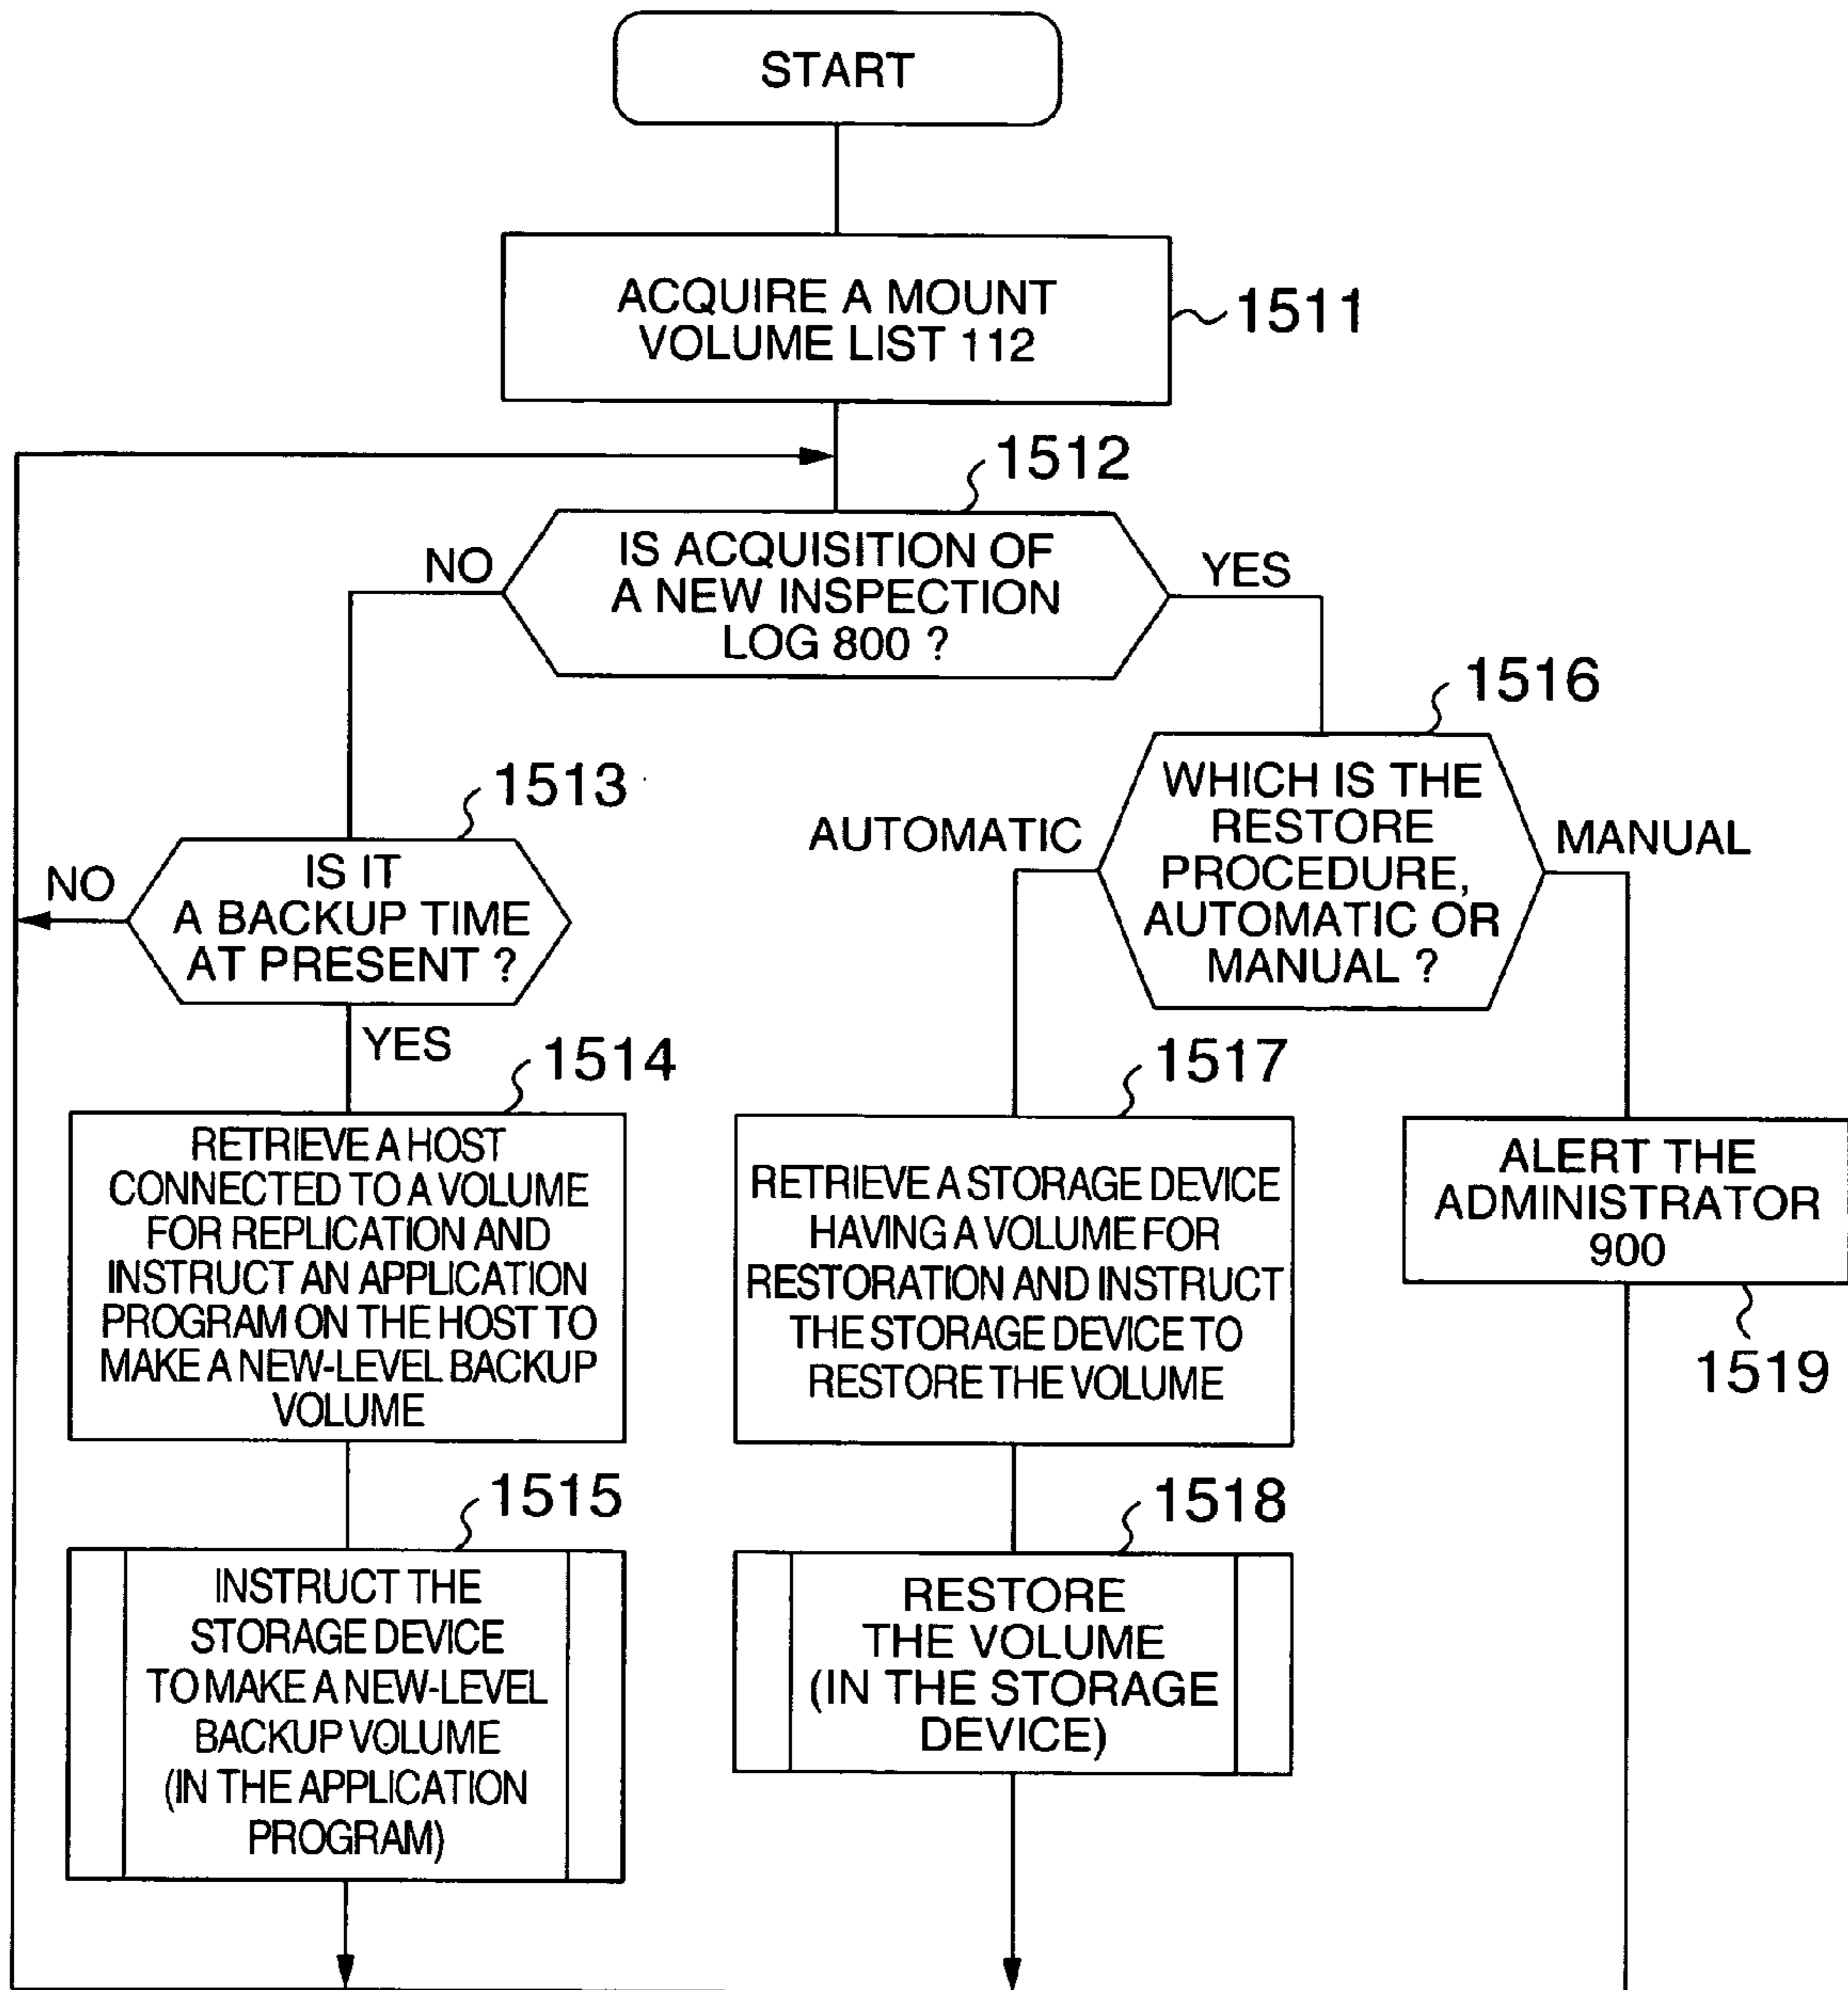 START
ACQUIRE A MOUNT
VOLUME LIST 112
1511
1512
IS ACQUISITION OF
A NEW INSPECTION
LOG 800 ?
NO
YES
1516
WHICH IS THE
RESTORE
PROCEDURE,
AUTOMATIC OR
MANUAL ?
AUTOMATIC
MANUAL
1513
IS IT
A BACKUP TIME
AT PRESENT ?
NO
YES
1514
RETRIEVE A HOST
CONNECTED TO A VOLUME
FOR REPLICATION AND
INSTRUCT AN APPLICATION
PROGRAM ON THE HOST TO
MAKE A NEW-LEVEL BACKUP
VOLUME
1517
RETRIEVE A STORAGE DEVICE
HAVING A VOLUME FOR
RESTORATION AND INSTRUCT
THE STORAGE DEVICE TO
RESTORE THE VOLUME
ALERT THE
ADMINISTRATOR
900
1519
1515
INSTRUCT THE
STORAGE DEVICE
TO MAKE A NEW-LEVEL
BACKUP VOLUME
(IN THE APPLICATION
PROGRAM)
1518
RESTORE
THE VOLUME
(IN THE STORAGE
DEVICE)